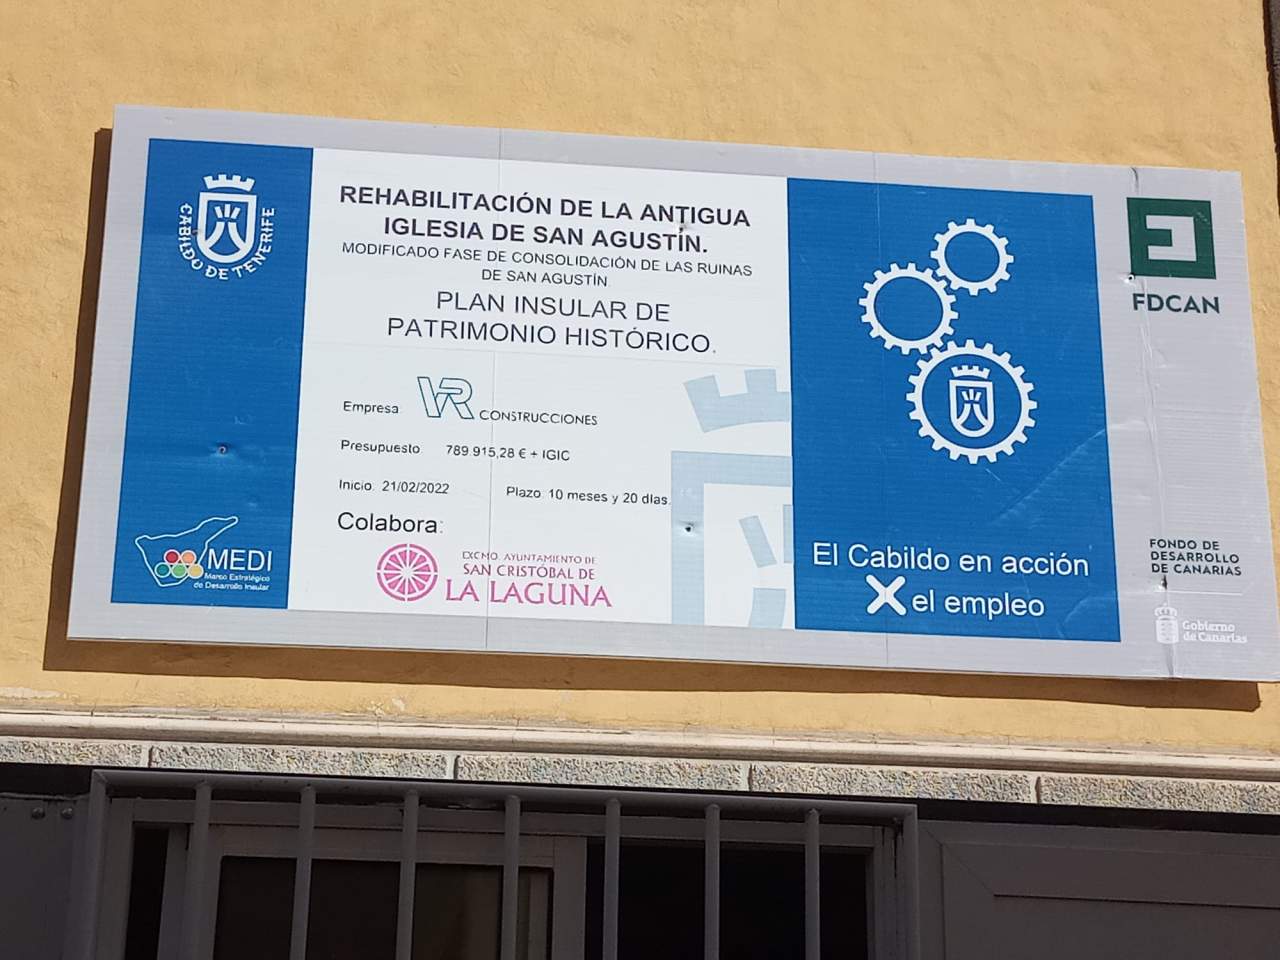 CABILDO DE TENERIFE
REHABILITACIÓN DE LA ANTIGUA
IGLESIA DE SAN AGUSTÍN.
MODIFICADO FASE DE CONSOLIDACIÓN DE LAS RUINAS
DE SAN AGUSTÍN
PLAN INSULAR DE
PATRIMONIO HISTÓRICO.
Empresa: VR CONSTRUCCIONES
Presupuesto: 789.915,28 € + IGIC
Inicio: 21/02/2022 Plazo: 10 meses y 20 días.
Colabora:
EXCMO. AYUNTAMIENTO DE
SAN CRISTÓBAL DE
LA LAGUNA
MEDI
Marco Estratégico
de Desarrollo Insular
El Cabildo en acción
X el empleo
FDCAN
FONDO DE
DESARROLLO
DE CANARIAS
Gobierno
de Canarias